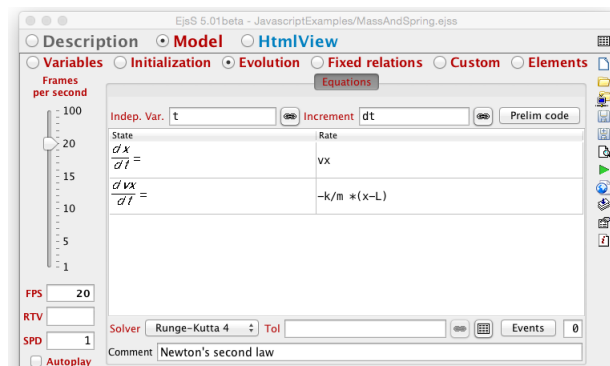 EjsS 5.01beta - JavascriptExamples/MassAndSpring.ejss
Description Model HtmlView
Variables Initialization Evolution Fixed relations Custom Elements
Frames
per second
Equations
100
20
15
10
5
1
Indep. Var. t Increment dt Prelim code
State Rate
d x
d t = vx
d vx
d t = -k/m *(x-L)
FPS 20
RTV
SPD 1
Autoplay
Solver Runge-Kutta 4 Tol Events 0
Comment Newton's second law